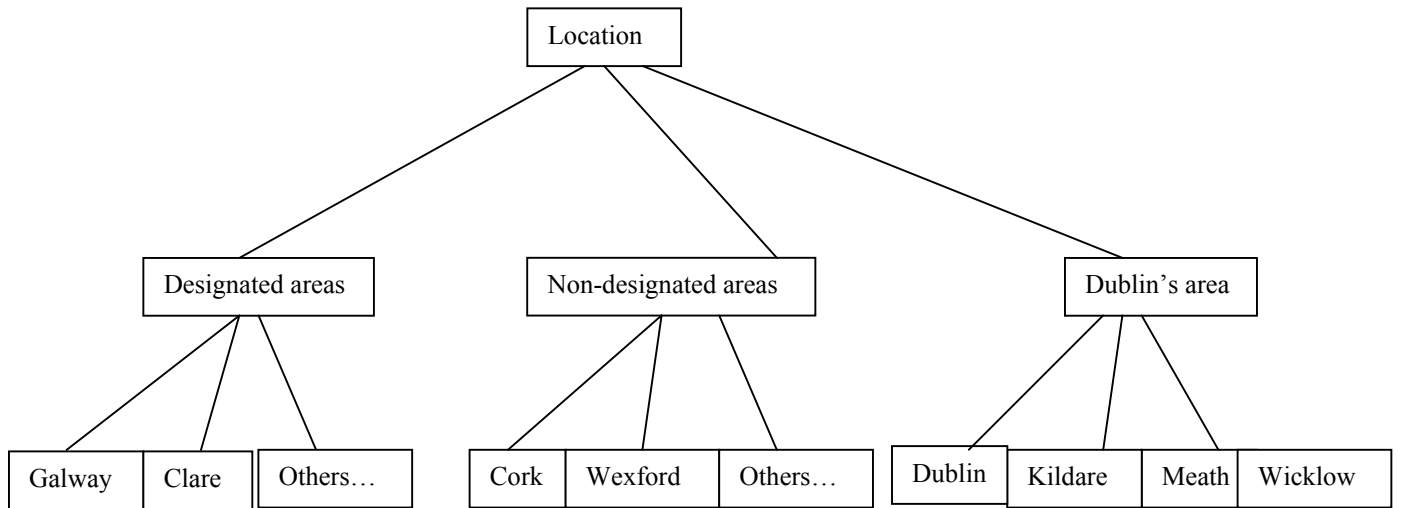 Location
Designated areas
Non-designated areas
Dublin’s area
Galway
Clare
Others…
Cork
Wexford
Others…
Dublin
Kildare
Meath
Wicklow